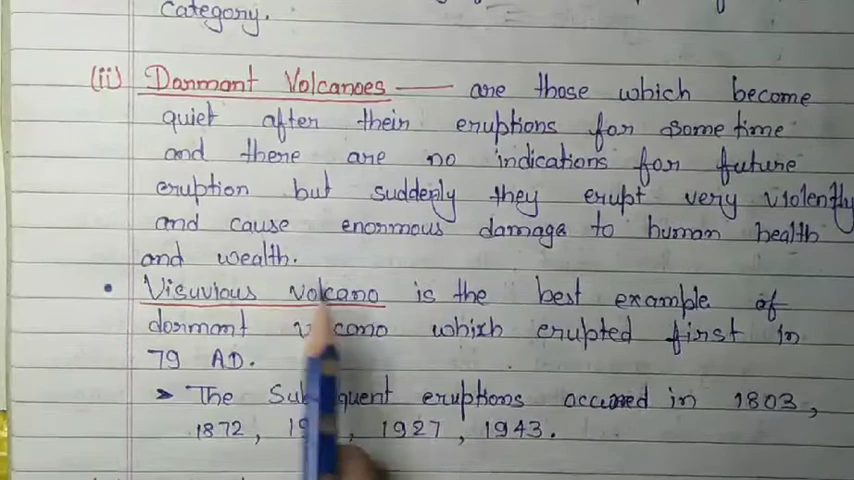 category.
(ii) Dormant Volcanoes — are those which become
quiet after their eruptions for some time
and there are no indications for future
eruption but suddenly they erupt very violently
and cause enormous damage to human health
and wealth.
• Visuvious volcano is the best example of
dormant volcano which erupted first in
79 AD.
➤ The Subsequent eruptions occured in 1803,
1872, 1927, 1943.